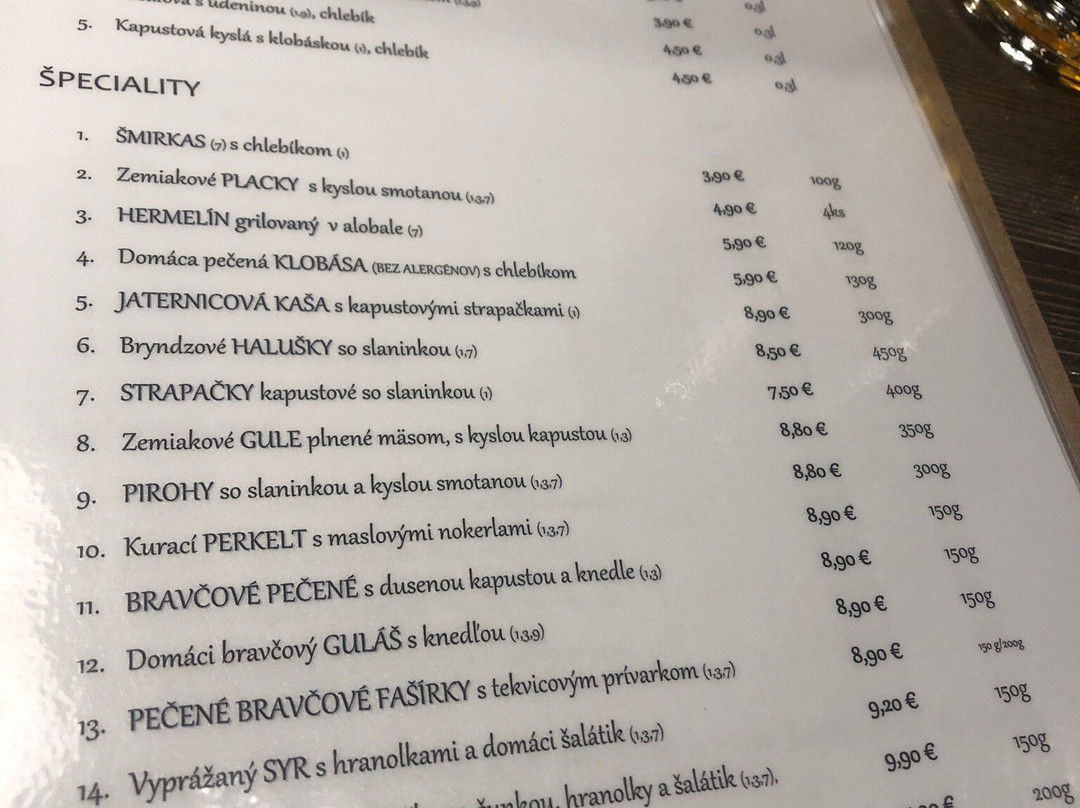 s údeninou (1,9), chlebík 4,50 € 0,3l
5. Kapustová kyslá s klobáskou (1), chlebík 4,50 € 0,3l
ŠPECIALITY
1. ŠMIRKAS (7) s chlebíkom (1) 3,90 € 100g
2. Zemiakové PLACKY s kyslou smotanou (1,3,7) 4,90 € 4ks
3. HERMELÍN grilovaný v alobale (7) 5,90 € 120g
4. Domáca pečená KLOBÁSA (BEZ ALERGÉNOV) s chlebíkom 5,90 € 130g
5. JATERNICOVÁ KAŠA s kapustovými strapačkami (1) 8,90 € 300g
6. Bryndzové HALUŠKY so slaninkou (1,7) 8,50 € 450g
7. STRAPAČKY kapustové so slaninkou (1) 7,50 € 400g
8. Zemiakové GULE plnené mäsom, s kyslou kapustou (1,3) 8,80 € 350g
9. PIROHY so slaninkou a kyslou smotanou (1,3,7) 8,80 € 300g
10. Kurací PERKELT s maslovými nokerlami (1,3,7) 8,90 € 150g
11. BRAVČOVÉ PEČENÉ s dusenou kapustou a knedle (1,3) 8,90 € 150g
12. Domáci bravčový GULÁŠ s knedľou (1,3,9) 8,90 € 150g
13. PEČENÉ BRAVČOVÉ FAŠÍRKY s tekvicovým prívarkom (1,3,7) 8,90 € 150 g/200g
14. Vyprážaný SYR s hranolkami a domáci šalátik (1,3,7) 9,20 € 150g
šunkou, hranolky a šalátik (1,3,7), 9,90 € 150g
€ 200g